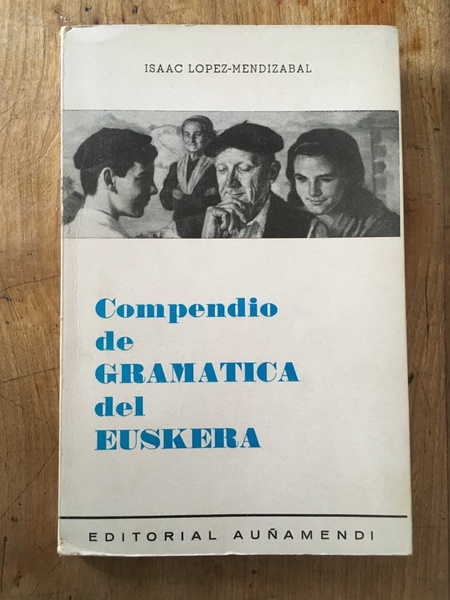 ISAAC LOPEZ-MENDIZABAL
Compendio
de
GRAMATICA
del
EUSKERA
EDITORIAL AUÑAMENDI